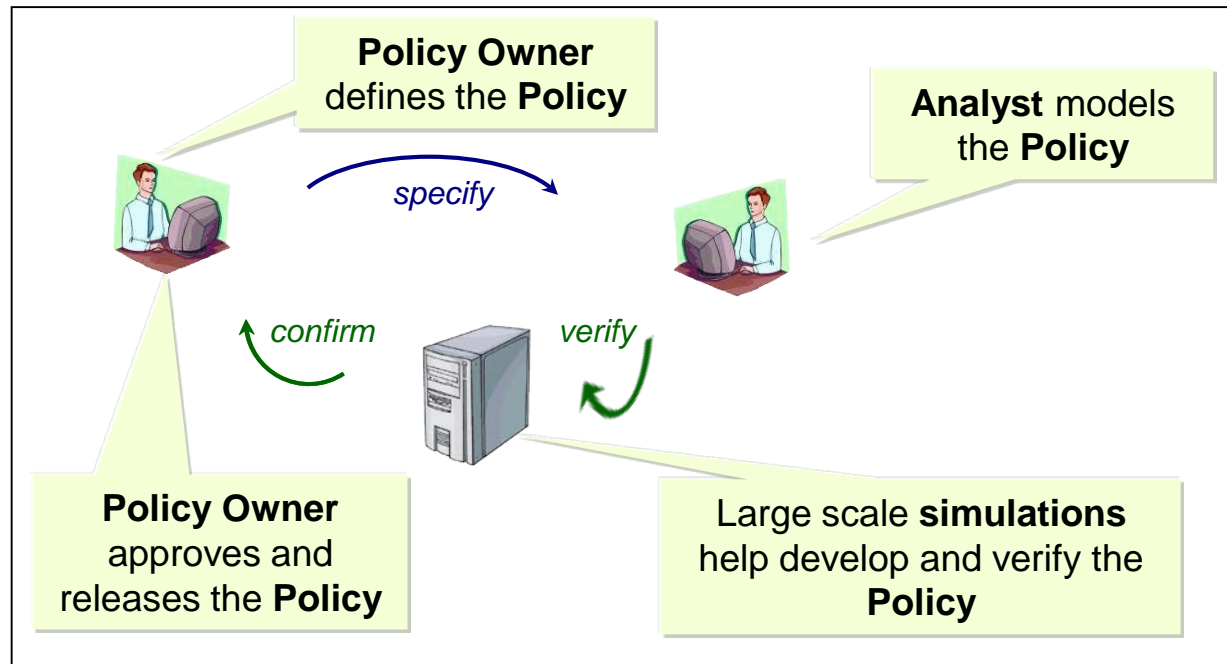 Policy Owner
defines the Policy
Analyst models
the Policy
specify
confirm
verify
Policy Owner
approves and
releases the Policy
Large scale simulations
help develop and verify the
Policy